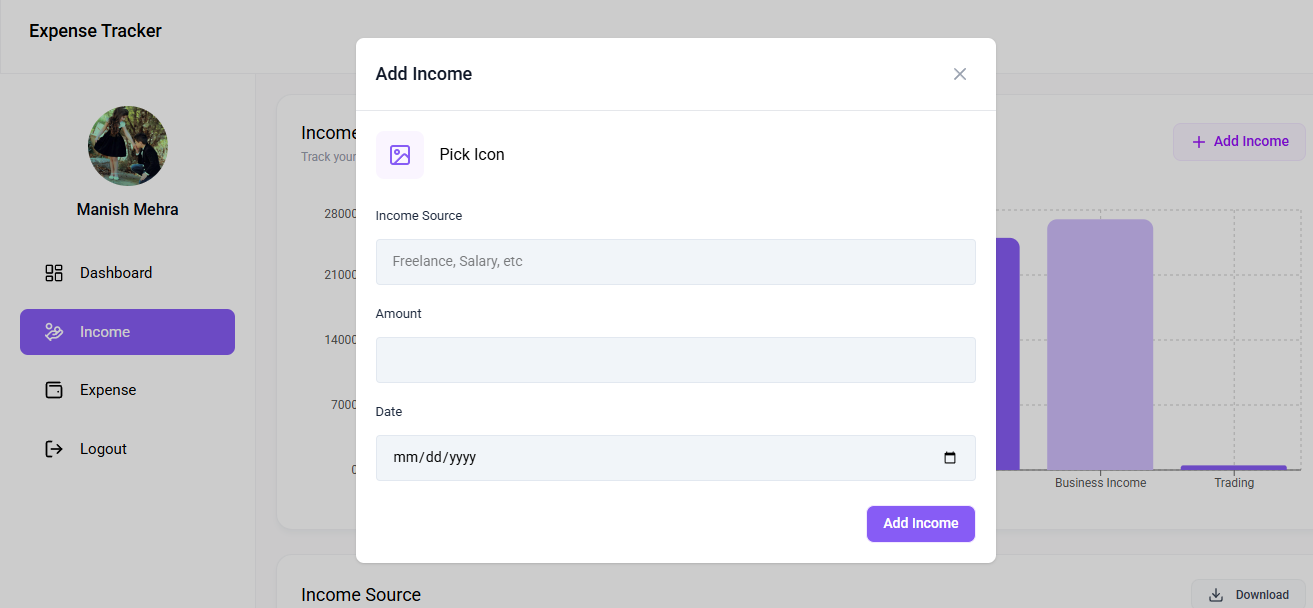 Expense Tracker
Manish Mehra
Dashboard
Income
Expense
Logout
Income
Track your
Add Income
28000
21000
14000
7000
0
Business Income
Trading
Add Income
Pick Icon
Income Source
Freelance, Salary, etc
Amount
Date
mm/dd/yyyy
Add Income
Income Source
Download